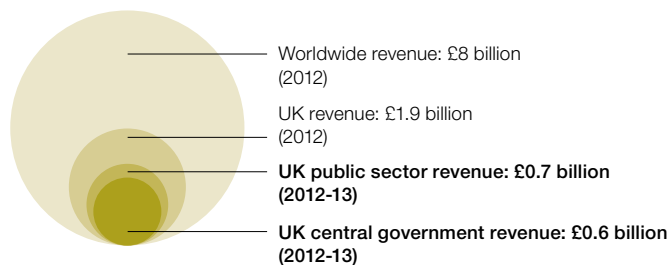 Worldwide revenue: £8 billion
(2012)
UK revenue: £1.9 billion
(2012)
UK public sector revenue: £0.7 billion
(2012-13)
UK central government revenue: £0.6 billion
(2012-13)